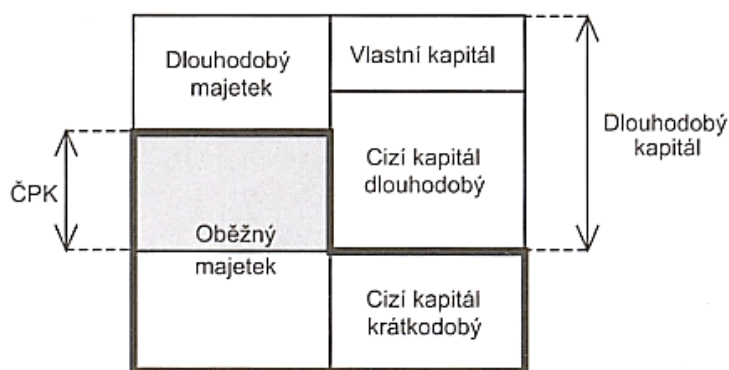 Dlouhodobý
majetek
Vlastní kapitál
Dlouhodobý
kapitál
Cizí kapitál
dlouhodobý
ČPK
Oběžný
majetek
Cizí kapitál
krátkodobý